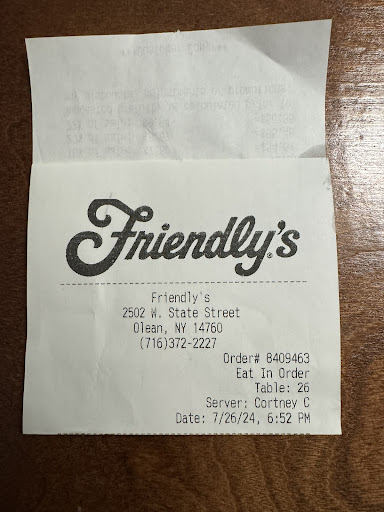 Friendly's
Friendly's
2502 W. State Street
Olean, NY 14760
(716)372-2227
Order# 8409463
Eat In Order
Table: 26
Server: Cortney C
Date: 7/26/24, 6:52 PM